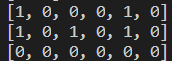 [1, 0, 0, 0, 1, 0]
[1, 0, 1, 0, 1, 0]
[0, 0, 0, 0, 0, 0]